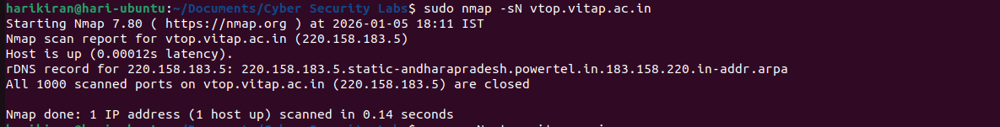 harikiran@hari-ubuntu:~/Documents/Cyber Security Labs$ sudo nmap -sN vtop.vitap.ac.in
Starting Nmap 7.80 ( https://nmap.org ) at 2026-01-05 18:11 IST
Nmap scan report for vtop.vitap.ac.in (220.158.183.5)
Host is up (0.00012s latency).
rDNS record for 220.158.183.5: 220.158.183.5.static-andharapradesh.powertel.in.183.158.220.in-addr.arpa
All 1000 scanned ports on vtop.vitap.ac.in (220.158.183.5) are closed
Nmap done: 1 IP address (1 host up) scanned in 0.14 seconds